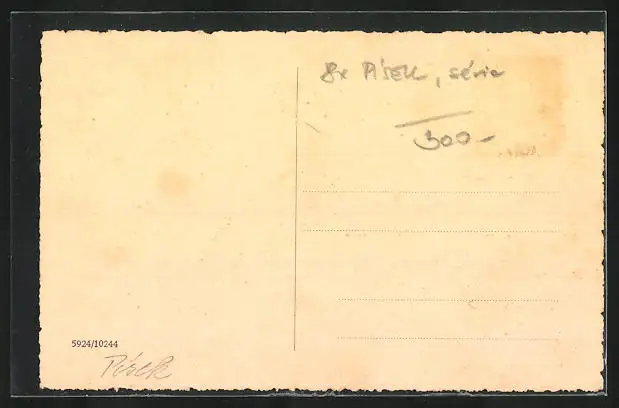 8x PÍSEK, série
300-
5924/10244
Písek